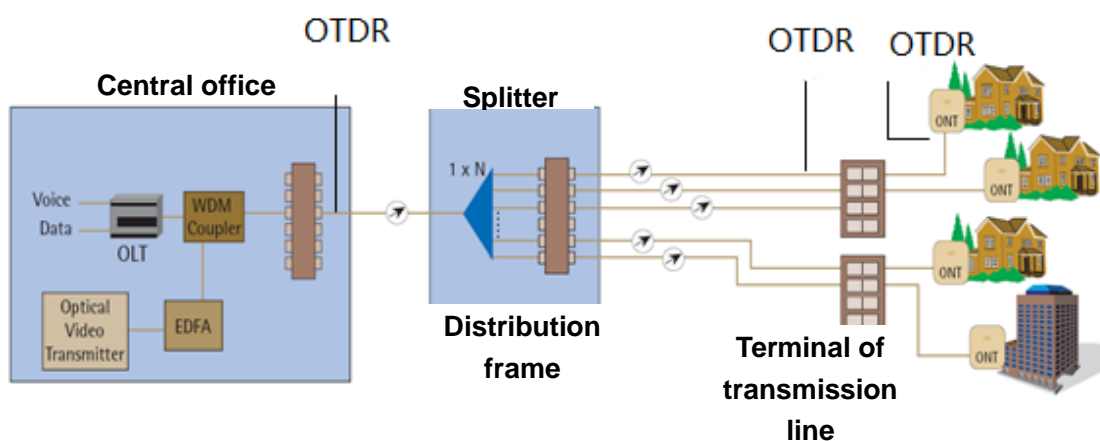 OTDR
OTDR
OTDR
Central office
Splitter
1 x N
ONT
ONT
Voice
Data
WDM
Coupler
OLT
ONT
Optical
Video
Transmitter
EDFA
Distribution
frame
Terminal of
transmission
line
ONT